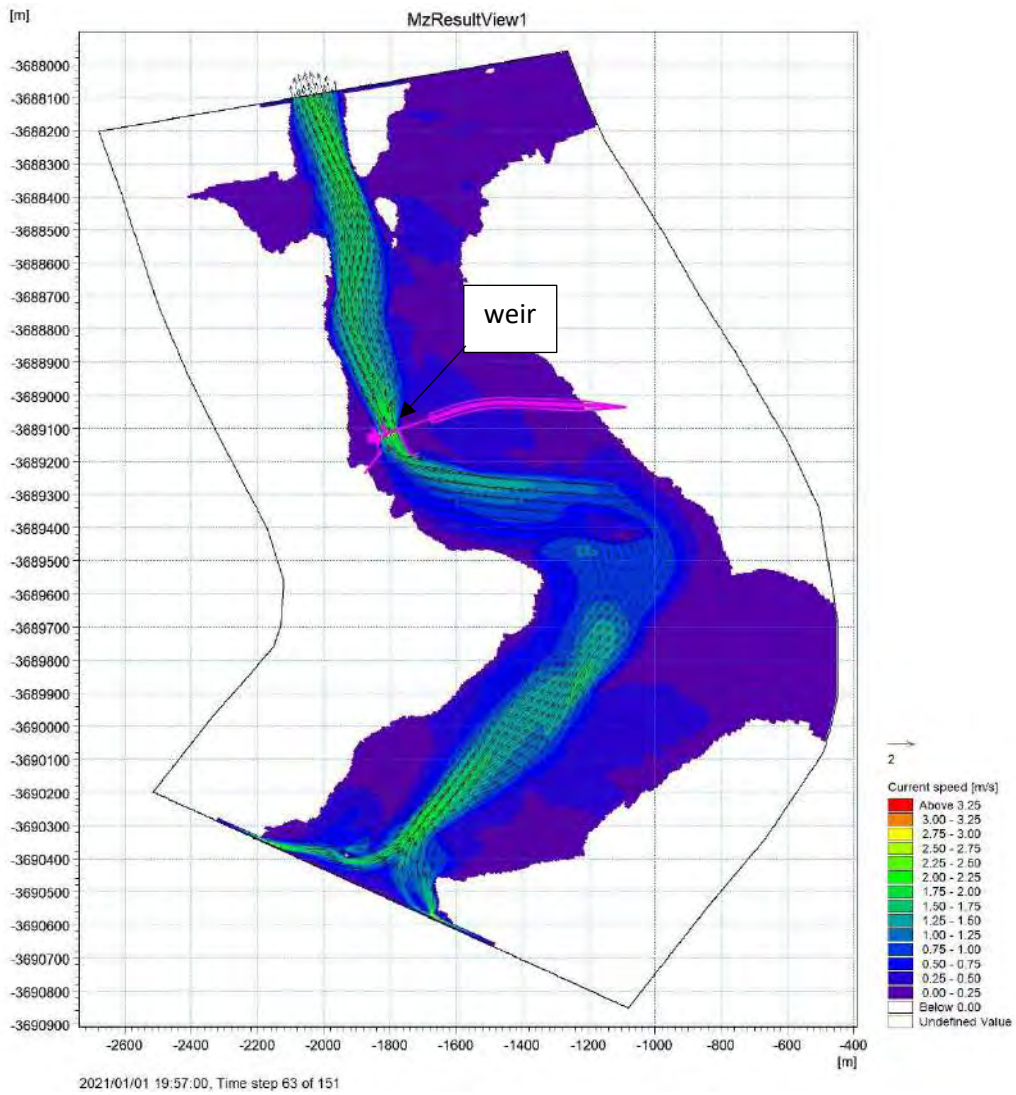 [m]
MzResultView1
-3688000
-3688100
-3688200
-3688300
-3688400
-3688500
-3688600
-3688700
-3688800
-3688900
-3689000
-3689100
-3689200
-3689300
-3689400
-3689500
-3689600
-3689700
-3689800
-3689900
-3690000
-3690100
-3690200
-3690300
-3690400
-3690500
-3690600
-3690700
-3690800
-3690900
weir
-2600 -2400 -2200 -2000 -1800 -1600 -1400 -1200 -1000 -800 -600 -400
[m]
2
Current speed [m/s]
Above 3.25
3.00 - 3.25
2.75 - 3.00
2.50 - 2.75
2.25 - 2.50
2.00 - 2.25
1.75 - 2.00
1.50 - 1.75
1.25 - 1.50
1.00 - 1.25
0.75 - 1.00
0.50 - 0.75
0.25 - 0.50
0.00 - 0.25
Below 0.00
Undefined Value
2021/01/01 19:57:00, Time step 63 of 151